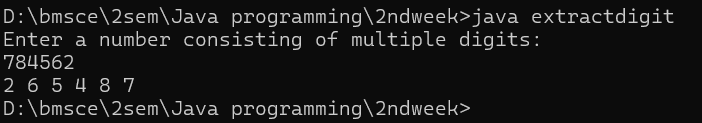 D:\bmsce\2sem\Java programming\2ndweek>java extractdigit
Enter a number consisting of multiple digits:
784562
2 6 5 4 8 7
D:\bmsce\2sem\Java programming\2ndweek>